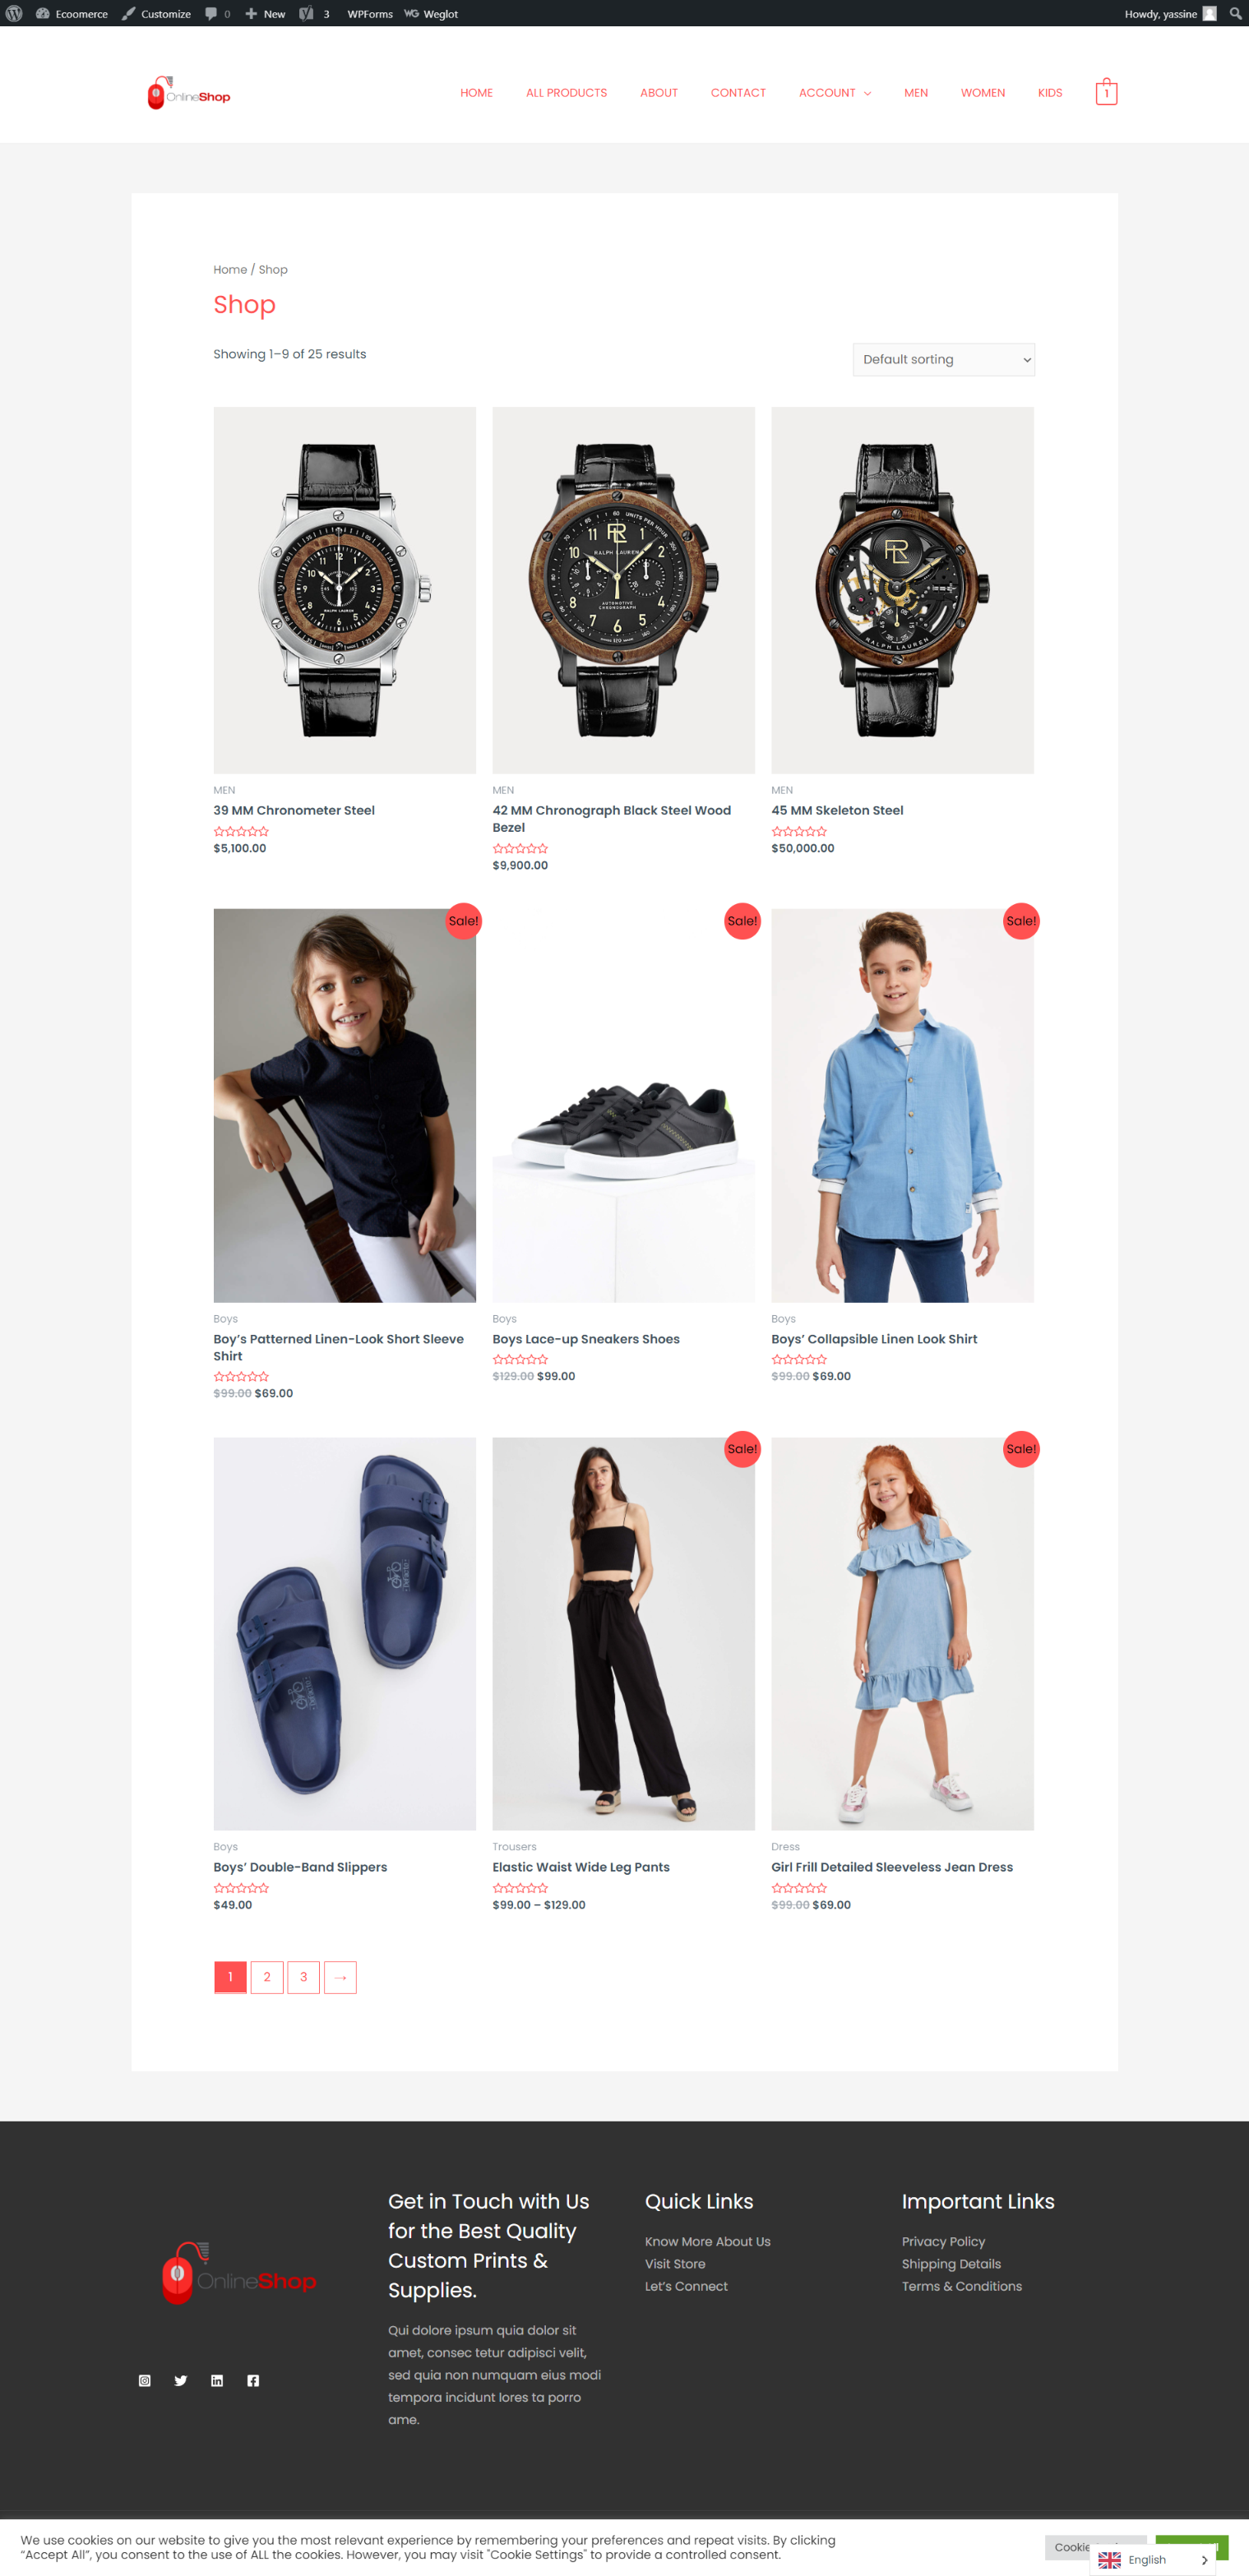 Ecoomerce Customize 0 New 3 WPForms WG Weglot Howdy, yassine
OnlineShop
HOME ALL PRODUCTS ABOUT CONTACT ACCOUNT MEN WOMEN KIDS 1
Home / Shop
Shop
Showing 1–9 of 25 results
Default sorting
MEN
39 MM Chronometer Steel
$5,100.00
MEN
42 MM Chronograph Black Steel Wood
Bezel
$9,900.00
MEN
45 MM Skeleton Steel
$50,000.00
Sale!
Sale!
Sale!
Boys
Boy's Patterned Linen-Look Short Sleeve
Shirt
$99.00 $69.00
Boys
Boys Lace-up Sneakers Shoes
$129.00 $99.00
Boys
Boys' Collapsible Linen Look Shirt
$99.00 $69.00
Sale!
Sale!
Boys
Boys' Double-Band Slippers
$49.00
Trousers
Elastic Waist Wide Leg Pants
$99.00 – $129.00
Dress
Girl Frill Detailed Sleeveless Jean Dress
$99.00 $69.00
1 2 3 →
OnlineShop
Get in Touch with Us
for the Best Quality
Custom Prints &
Supplies.
Qui dolore ipsum quia dolor sit
amet, consec tetur adipisci velit,
sed quia non numquam eius modi
tempora incidunt lores ta porro
ame.
Quick Links
Know More About Us
Visit Store
Let's Connect
Important Links
Privacy Policy
Shipping Details
Terms & Conditions
We use cookies on our website to give you the most relevant experience by remembering your preferences and repeat visits. By clicking
"Accept All", you consent to the use of ALL the cookies. However, you may visit "Cookie Settings" to provide a controlled consent.
Cookie
English